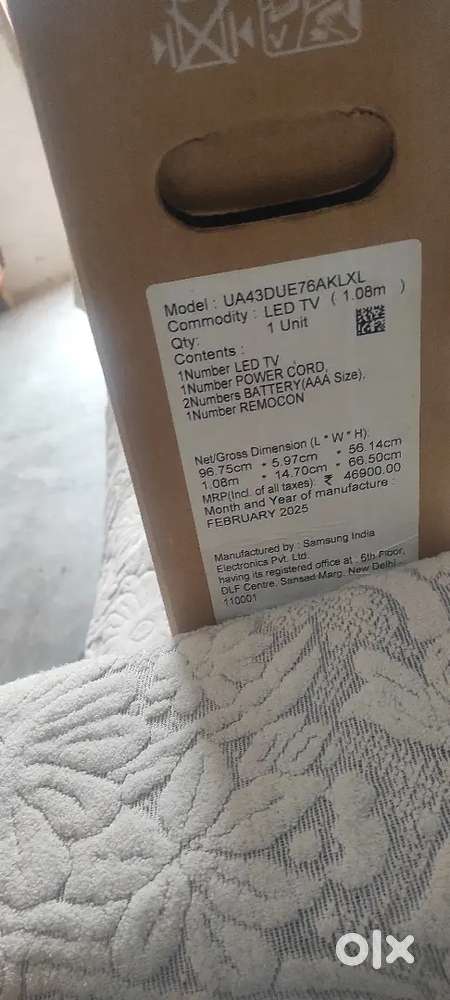 Model : UA43DUE76AKLXL
Commodity : LED TV ( 1.08m )
Qty: 1 Unit
Contents :
1Number LED TV ,
1Number POWER CORD,
2Numbers BATTERY(AAA Size),
1Number REMOCON
Net/Gross Dimension (L * W * H):
96.75cm * 5.97cm * 56.14cm
1.08m * 14.70cm * 66.50cm
MRP(Incl. of all taxes): ₹ 46900.00
Month and Year of manufacture :
FEBRUARY 2025
Manufactured by : Samsung India
Electronics Pvt. Ltd.
having its registered office at : 6th Floor,
DLF Centre, Sansad Marg, New Delhi -
110001
olx